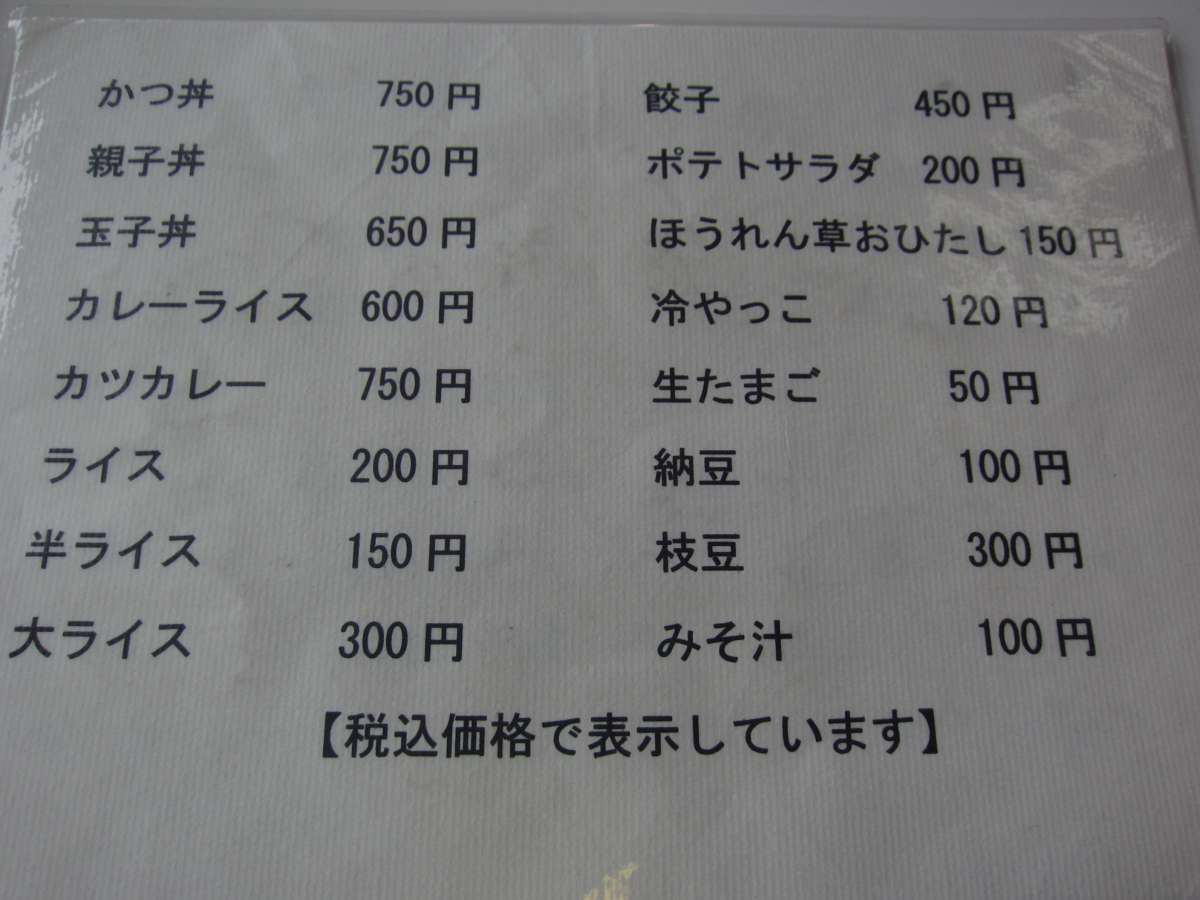 かつ丼 750円
親子丼 750円
玉子丼 650円
カレーライス 600円
カツカレー 750円
ライス 200円
半ライス 150円
大ライス 300円
餃子 450円
ポテトサラダ 200円
ほうれん草おひたし 150円
冷やっこ 120円
生たまご 50円
納豆 100円
枝豆 300円
みそ汁 100円
【税込価格で表示しています】